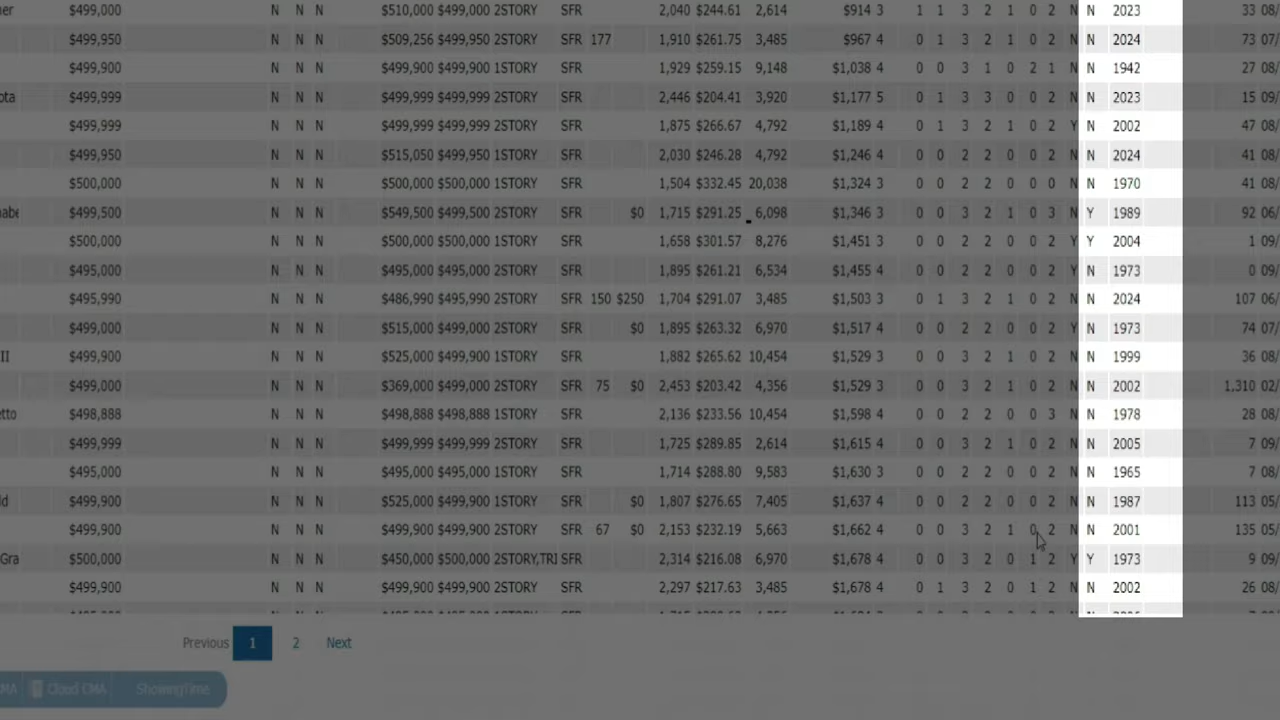 er $499,000 N N N $510,000 $499,000 2STORY SFR 2,040 $244.61 2,614 $914 3 1 1 3 2 1 0 2 N N 2023 33 08/
$499,950 N N N $509,256 $499,950 2STORY SFR 177 1,910 $261.75 3,485 $967 4 0 1 3 2 1 0 2 N N 2024 73 07/
$499,900 N N N $499,900 $499,900 1STORY SFR 1,929 $259.15 9,148 $1,038 4 0 0 3 1 0 2 1 N N 1942 27 08/
ota $499,999 N N N $499,999 $499,999 2STORY SFR 2,446 $204.41 3,920 $1,177 5 0 1 3 3 0 0 2 N N 2023 15 09/
$499,999 N N N $499,999 $499,999 2STORY SFR 1,875 $266.67 4,792 $1,189 4 0 1 3 2 1 0 2 Y N 2002 47 08/
$499,950 N N N $515,050 $499,950 1STORY SFR 2,030 $246.28 4,792 $1,246 4 0 0 2 2 0 0 2 N N 2024 41 08/
$500,000 N N N $500,000 $500,000 1STORY SFR 1,504 $332.45 20,038 $1,324 3 0 0 2 2 0 0 0 N N 1970 41 08/
abe $499,500 N N N $549,500 $499,500 2STORY SFR $0 1,715 $291.25 6,098 $1,346 3 0 0 3 2 1 0 3 N Y 1989 92 06/
$500,000 N N N $500,000 $500,000 1STORY SFR 1,658 $301.57 8,276 $1,451 3 0 0 2 2 0 0 2 Y Y 2004 1 09/
$495,000 N N N $495,000 $495,000 2STORY SFR 1,895 $261.21 6,534 $1,455 4 0 0 2 2 0 0 2 Y N 1973 0 09/
$495,990 N N N $486,990 $495,990 2STORY SFR 150 $250 1,704 $291.07 3,485 $1,503 3 0 1 3 2 1 0 2 N N 2024 107 06/
$499,000 N N N $515,000 $499,000 2STORY SFR $0 1,895 $263.32 6,970 $1,517 4 0 0 2 2 0 0 2 Y N 1973 74 07/
II $499,900 N N N $525,000 $499,900 1STORY SFR 1,882 $265.62 10,454 $1,529 3 0 0 3 2 1 0 2 N N 1999 36 08/
$499,000 N N N $369,000 $499,000 2STORY SFR 75 $0 2,453 $203.42 4,356 $1,529 3 0 0 3 2 1 0 2 N N 2002 1,310 02/
etto $498,888 N N N $498,888 $498,888 1STORY SFR 2,136 $233.56 10,454 $1,598 4 0 0 2 2 0 0 3 N N 1978 28 08/
$499,999 N N N $499,999 $499,999 2STORY SFR 1,725 $289.85 2,614 $1,615 4 0 0 3 2 1 0 2 N N 2005 7 09/
$495,000 N N N $495,000 $495,000 1STORY SFR 1,714 $288.80 9,583 $1,630 3 0 0 2 2 0 0 2 N N 1965 7 08/
ld $499,900 N N N $525,000 $499,900 1STORY SFR $0 1,807 $276.65 7,405 $1,637 4 0 0 2 2 0 0 2 N N 1987 113 05/
$499,900 N N N $499,900 $499,900 2STORY SFR 67 $0 2,153 $232.19 5,663 $1,662 4 0 0 3 2 1 0 2 N N 2001 135 05/
Gra $500,000 N N N $450,000 $500,000 2STORY,TRI SFR 2,314 $216.08 6,970 $1,678 4 0 0 3 2 0 1 2 Y Y 1973 9 09/
$499,900 N N N $499,900 $499,900 2STORY SFR 2,297 $217.63 3,485 $1,678 4 0 1 3 2 0 1 2 N N 2002 26 08/
Previous 1 2 Next
MA Cloud CMA ShowingTime